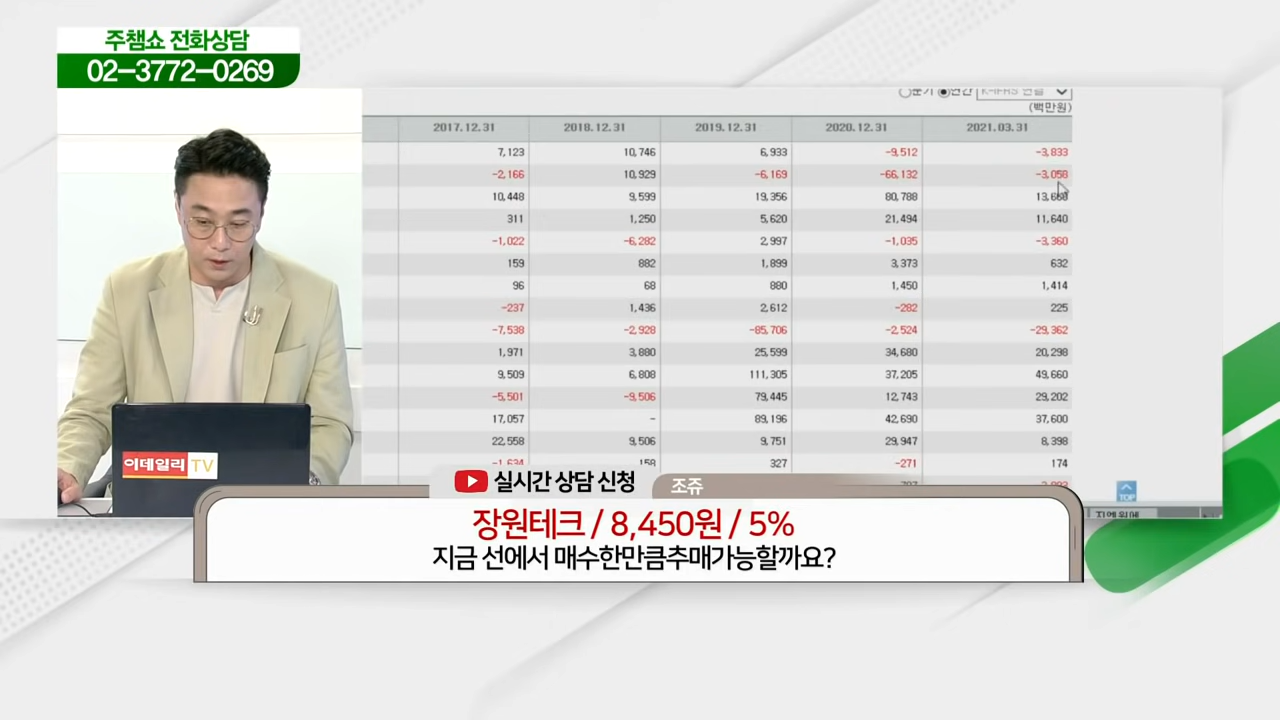 주챔쇼 전화상담
02-3772-0269
(백만원)
2017.12.31 2018.12.31 2019.12.31 2020.12.31 2021.03.31
7,123 10,746 6,933 -9,512 -3,833
-2,166 10,929 -6,169 -66,132 -3,058
10,448 9,599 19,356 80,788
311 1,250 5,620 21,494 11,640
-1,022 -6,282 2,997 -1,035 -3,360
159 882 1,899 3,373 632
96 68 880 1,450 1,414
-237 1,436 2,612 -282 225
-7,538 -2,928 -85,706 -2,524 -29,362
1,971 3,880 25,599 34,680 20,298
9,509 6,808 111,305 37,205 49,660
-5,501 -9,506 79,445 12,743 29,202
17,057 - 89,196 42,690 37,600
22,558 9,506 9,751 29,947 8,398
-1,634 158 327 -271 174
이데일리 TV
TOP
실시간 상담 신청 조쥬
장원테크 / 8,450원 / 5%
지금 선에서 매수한만큼추매가능할까요?